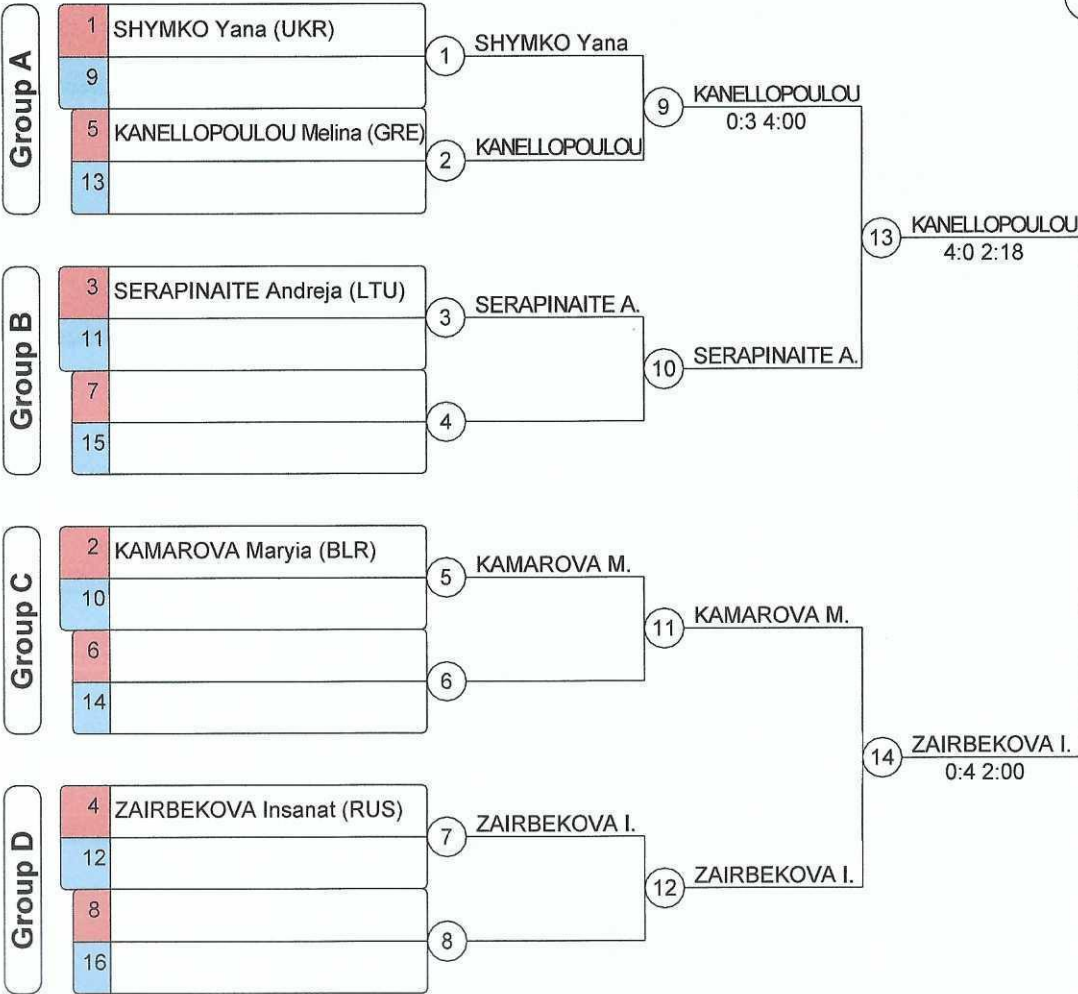 Group A
1 SHYMKO Yana (UKR)
9
5 KANELLOPOULOU Melina (GRE)
13
1 SHYMKO Yana
2 KANELLOPOULOU
9 KANELLOPOULOU
0:3 4:00
13 KANELLOPOULOU
4:0 2:18
Group B
3 SERAPINAITE Andreja (LTU)
11
7
15
3 SERAPINAITE A.
4
10 SERAPINAITE A.
Group C
2 KAMAROVA Maryia (BLR)
10
6
14
5 KAMAROVA M.
6
11 KAMAROVA M.
14 ZAIRBEKOVA I.
0:4 2:00
Group D
4 ZAIRBEKOVA Insanat (RUS)
12
8
16
7 ZAIRBEKOVA I.
8
12 ZAIRBEKOVA I.